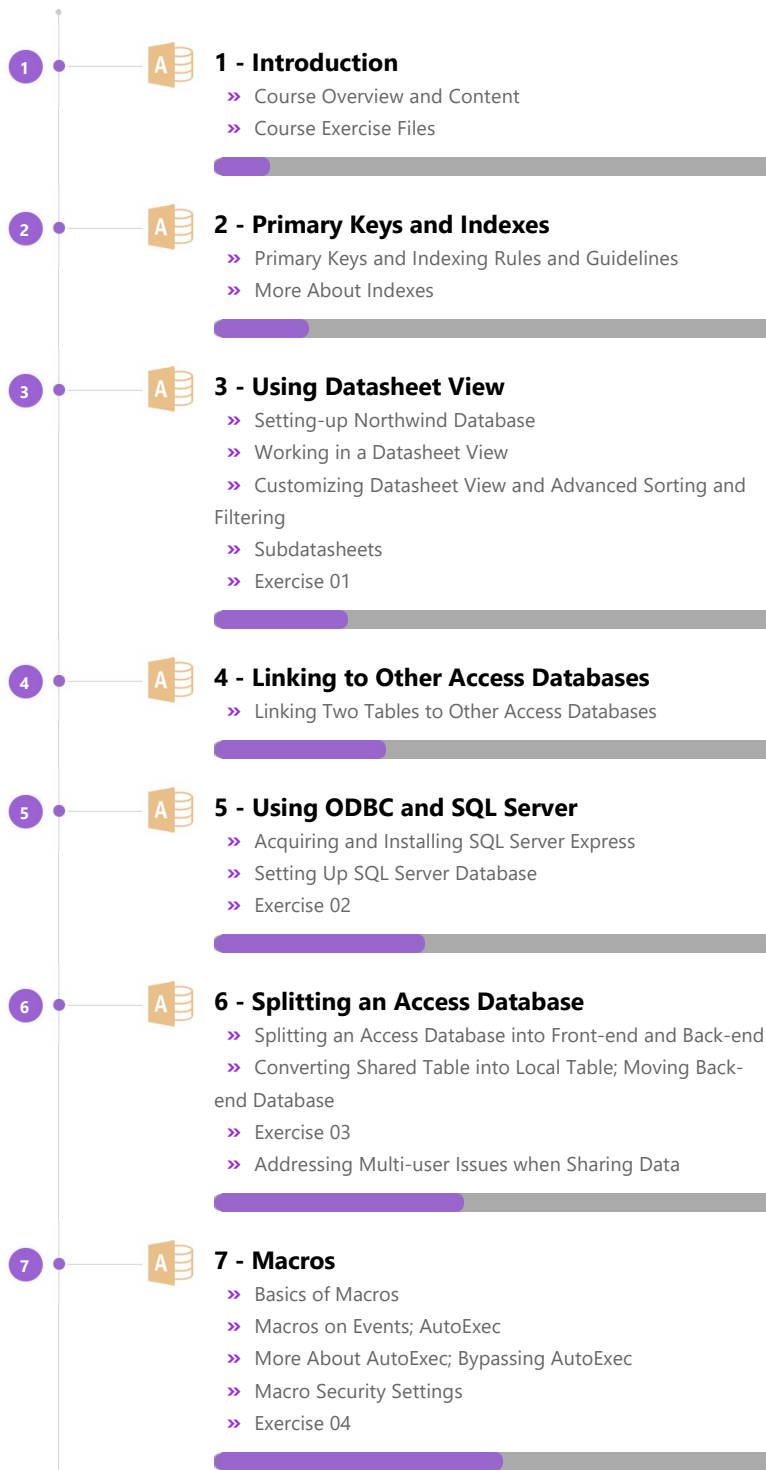 1
A
1 - Introduction
» Course Overview and Content
» Course Exercise Files
2
A
2 - Primary Keys and Indexes
» Primary Keys and Indexing Rules and Guidelines
» More About Indexes
3
A
3 - Using Datasheet View
» Setting-up Northwind Database
» Working in a Datasheet View
» Customizing Datasheet View and Advanced Sorting and
Filtering
» Subdatasheets
» Exercise 01
4
A
4 - Linking to Other Access Databases
» Linking Two Tables to Other Access Databases
5
A
5 - Using ODBC and SQL Server
» Acquiring and Installing SQL Server Express
» Setting Up SQL Server Database
» Exercise 02
6
A
6 - Splitting an Access Database
» Splitting an Access Database into Front-end and Back-end
» Converting Shared Table into Local Table; Moving Back-
end Database
» Exercise 03
» Addressing Multi-user Issues when Sharing Data
7
A
7 - Macros
» Basics of Macros
» Macros on Events; AutoExec
» More About AutoExec; Bypassing AutoExec
» Macro Security Settings
» Exercise 04